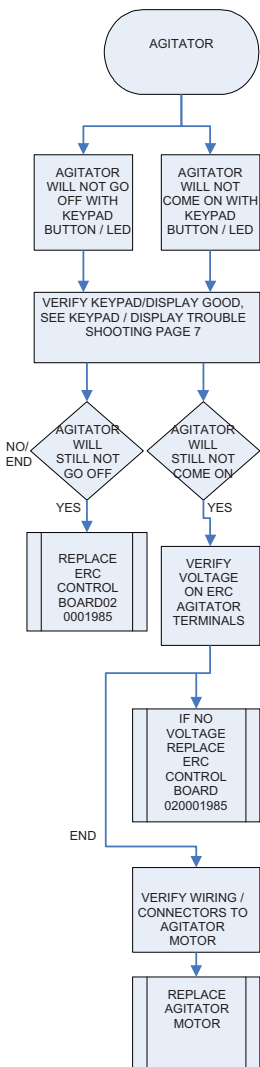 AGITATOR
AGITATOR
WILL NOT GO
OFF WITH
KEYPAD
BUTTON / LED
AGITATOR
WILL NOT
COME ON WITH
KEYPAD
BUTTON / LED
VERIFY KEYPAD/DISPLAY GOOD,
SEE KEYPAD / DISPLAY TROUBLE
SHOOTING PAGE 7
NO/
END
AGITATOR
WILL
STILL NOT
GO OFF
AGITATOR
WILL
STILL NOT
COME ON
YES
YES
REPLACE
ERC
CONTROL
BOARD02
0001985
VERIFY
VOLTAGE
ON ERC
AGITATOR
TERMINALS
IF NO
VOLTAGE
REPLACE
ERC
CONTROL
BOARD
020001985
END
VERIFY WIRING /
CONNECTORS TO
AGITATOR
MOTOR
REPLACE
AGITATOR
MOTOR